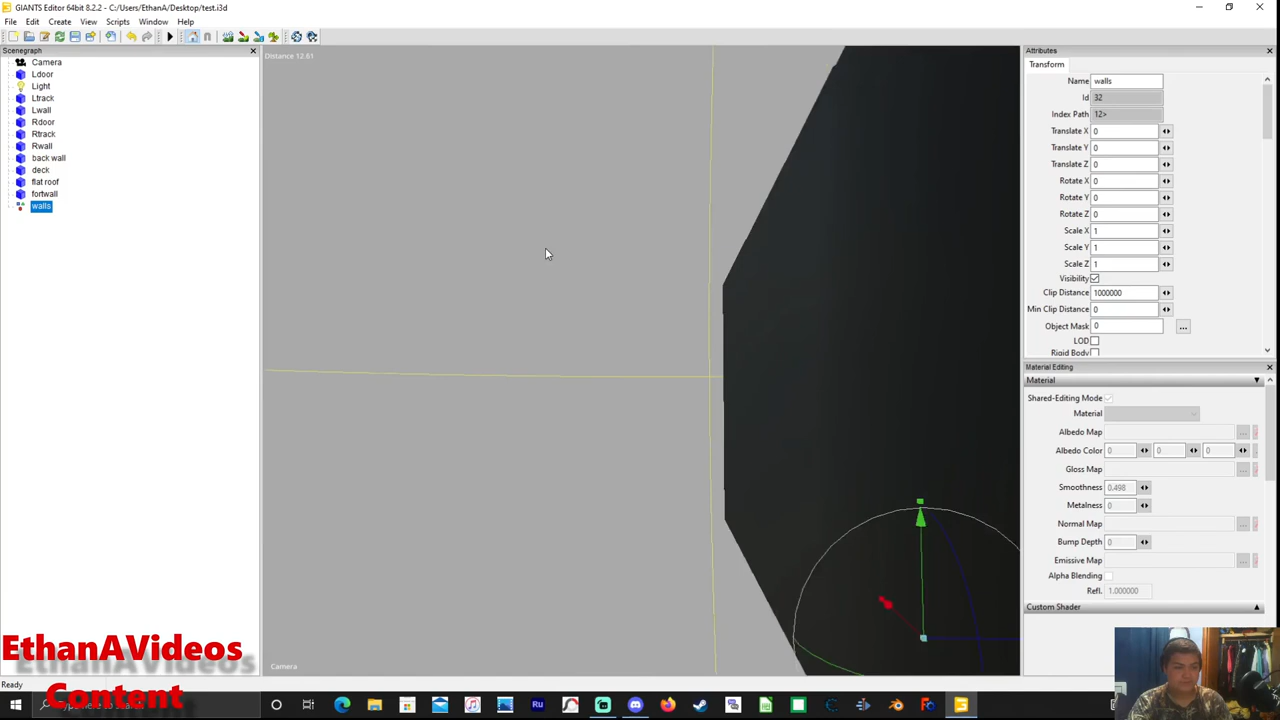 GIANTS Editor 64bit 8.2.2 - C:/Users/EthanA/Desktop/test.i3d
File Edit Create View Scripts Window Help
Scenegraph
Camera
Ldoor
Light
Ltrack
Lwall
Rdoor
Rtrack
Rwall
back wall
deck
flat roof
fortwall
walls
Distance 12.61
Camera
Attributes
Transform
Name walls
Id 32
Index Path 12>
Translate X 0
Translate Y 0
Translate Z 0
Rotate X 0
Rotate Y 0
Rotate Z 0
Scale X 1
Scale Y 1
Scale Z 1
Visibility
Clip Distance 1000000
Min Clip Distance 0
Object Mask 0 ...
LOD
Rigid Body
Material Editing
Material
Shared-Editing Mode
Material
Albedo Map ...
Albedo Color 0 0 0
Gloss Map ...
Smoothness 0.498
Metalness 0
Normal Map ...
Bump Depth 0
Emissive Map ...
Alpha Blending
Refl. 1.000000
Custom Shader
Ready
EthanAVideos
Content
here to search
Ru